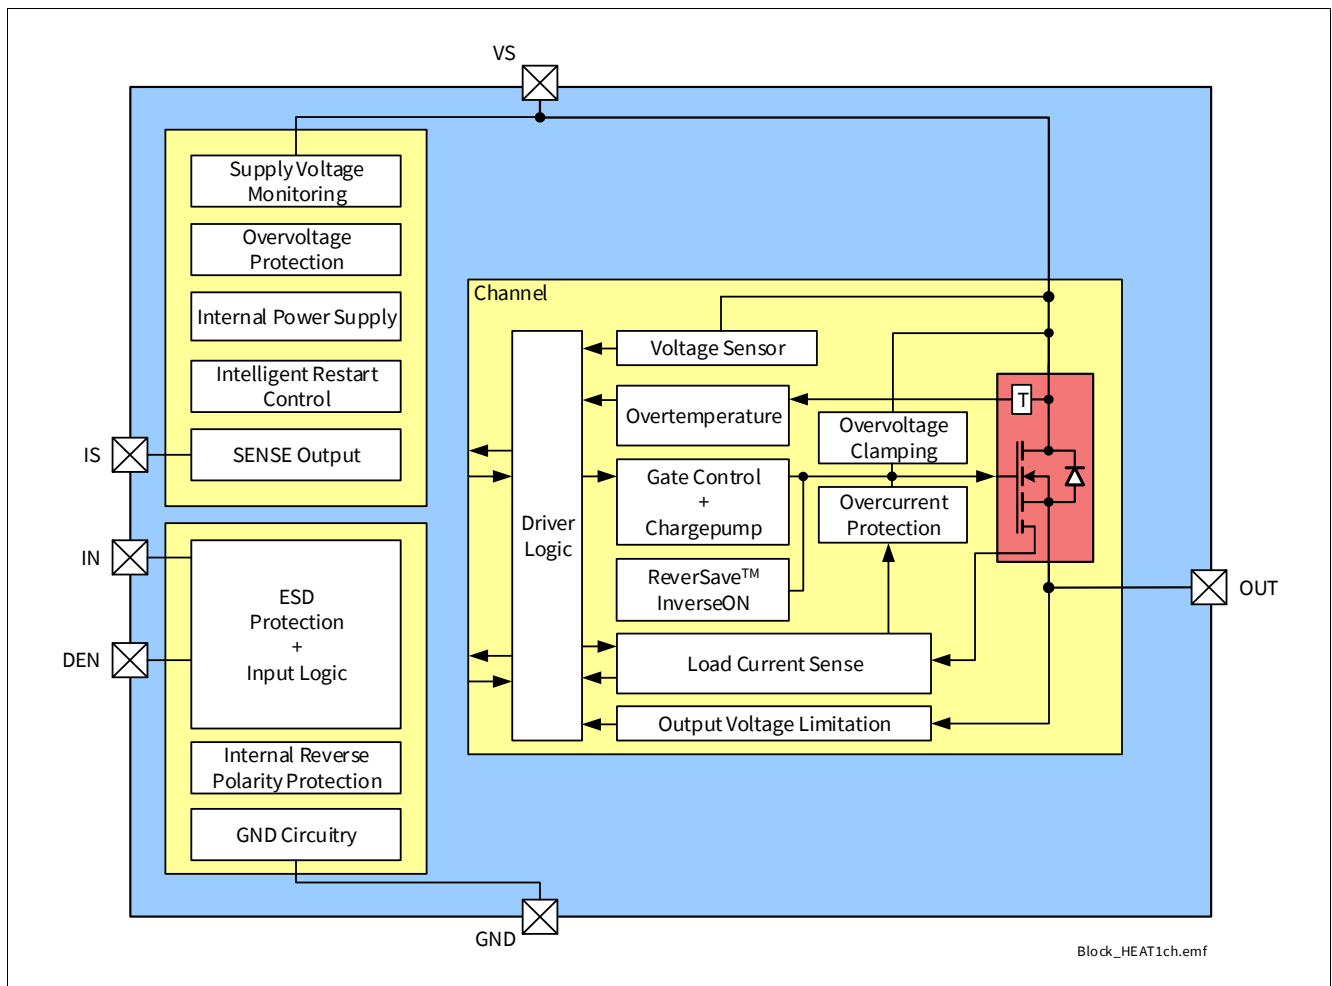 VS
Supply Voltage
Monitoring
Overvoltage
Protection
Internal Power Supply
Intelligent Restart
Control
SENSE Output
IS
IN
DEN
ESD
Protection
+
Input Logic
Internal Reverse
Polarity Protection
GND Circuitry
GND
Channel
Driver
Logic
Voltage Sensor
Overtemperature
T
Overvoltage
Clamping
Gate Control
+
Chargepump
Overcurrent
Protection
ReverSave™
InverseON
Load Current Sense
Output Voltage Limitation
OUT
Block_HEAT1ch.emf